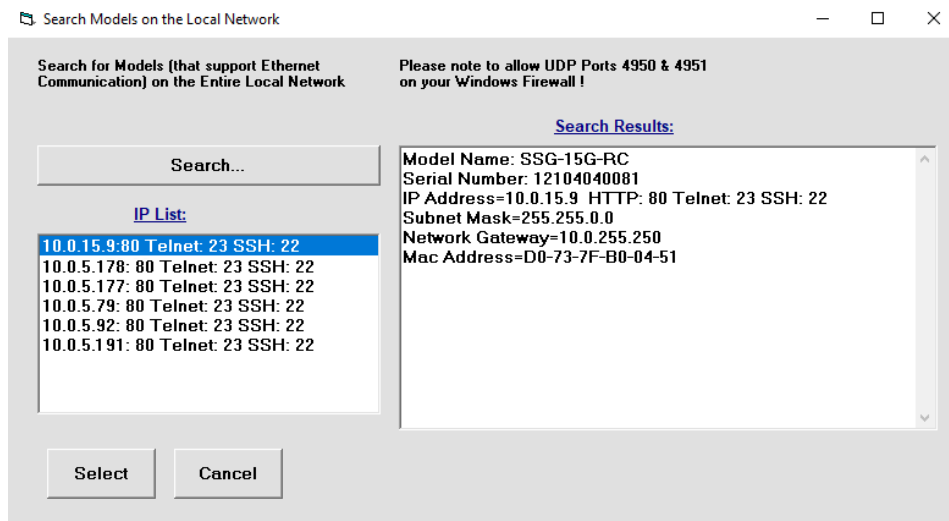 Search Models on the Local Network
Search for Models (that support Ethernet
Communication) on the Entire Local Network
Please note to allow UDP Ports 4950 & 4951
on your Windows Firewall !
Search...
IP List:
10.0.15.9:80 Telnet: 23 SSH: 22
10.0.5.178: 80 Telnet: 23 SSH: 22
10.0.5.177: 80 Telnet: 23 SSH: 22
10.0.5.79: 80 Telnet: 23 SSH: 22
10.0.5.92: 80 Telnet: 23 SSH: 22
10.0.5.191: 80 Telnet: 23 SSH: 22
Search Results:
Model Name: SSG-15G-RC
Serial Number: 12104040081
IP Address=10.0.15.9  HTTP: 80 Telnet: 23 SSH: 22
Subnet Mask=255.255.0.0
Network Gateway=10.0.255.250
Mac Address=D0-73-7F-B0-04-51
Select
Cancel